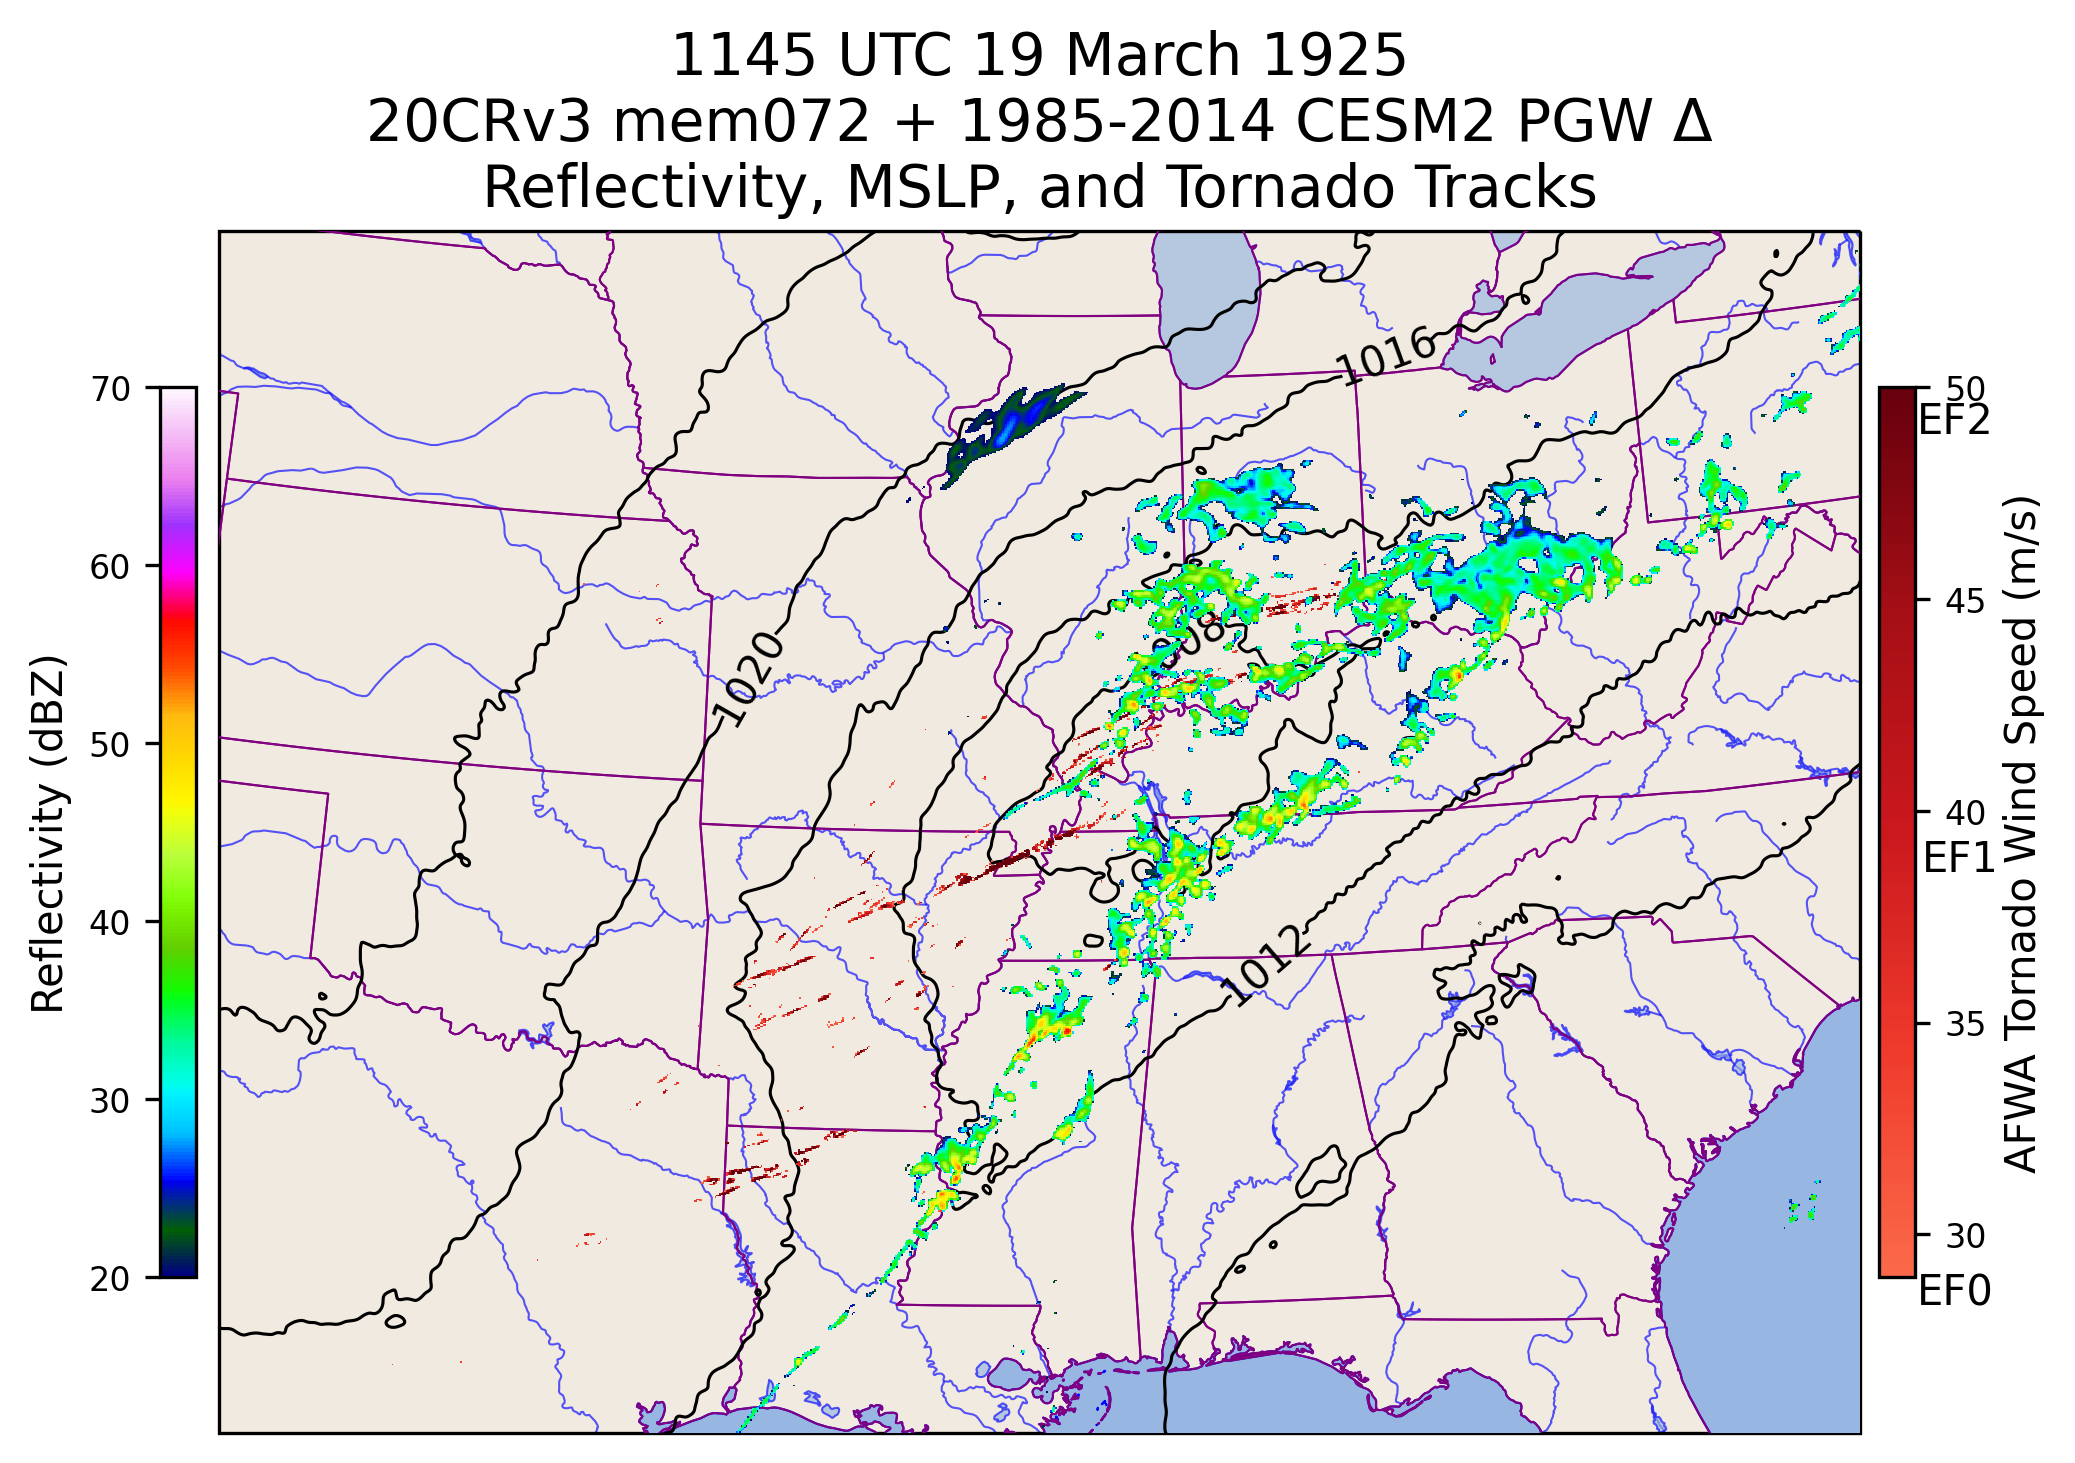 1145 UTC 19 March 1925
20CRv3 mem072 + 1985-2014 CESM2 PGW Δ
Reflectivity, MSLP, and Tornado Tracks
Reflectivity (dBZ)
70
60
50
40
30
20
1016
1020
1012
50
EF2
45
40
EF1
35
30
EF0
AFWA Tornado Wind Speed (m/s)